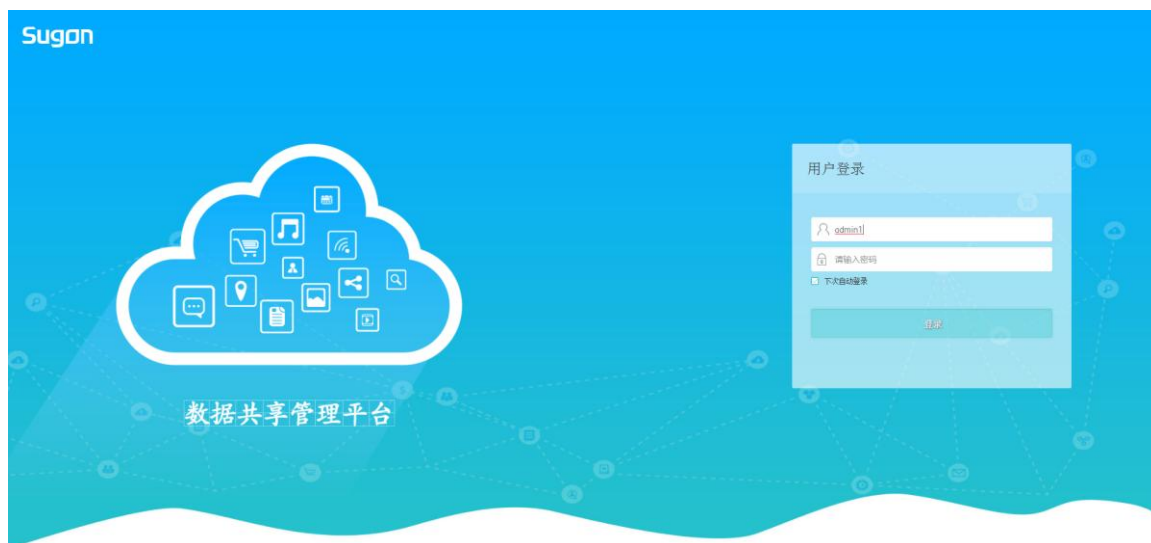 Sugon
用户登录
admin1
请输入密码
下次自动登录
登录
数据共享管理平台